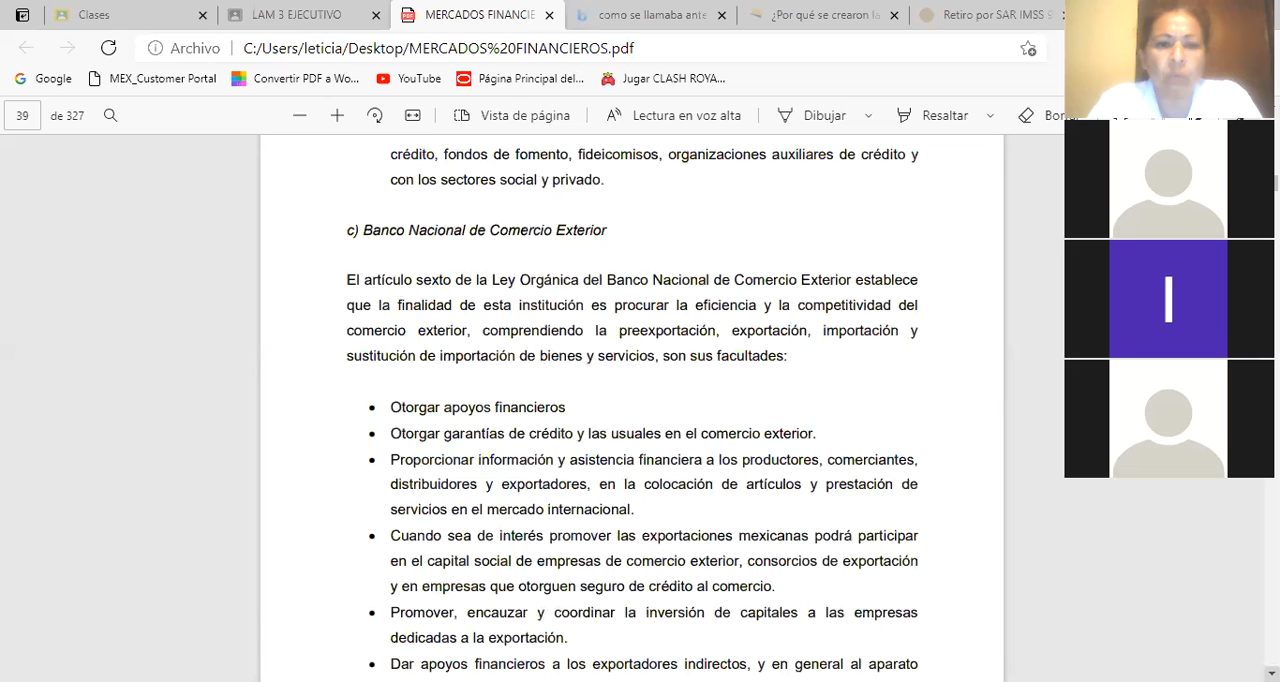 Clases
LAM 3 EJECUTIVO
MERCADOS FINANCIE
como se llamaba ante
¿Por qué se crearon la
Retiro por SAR IMSS 9
Archivo
C:/Users/leticia/Desktop/MERCADOS%20FINANCIEROS.pdf
Google
MEX_Customer Portal
Convertir PDF a Wo...
YouTube
Página Principal del...
Jugar CLASH ROYA...
39 de 327
Vista de página
Lectura en voz alta
Dibujar
Resaltar
crédito, fondos de fomento, fideicomisos, organizaciones auxiliares de crédito y
con los sectores social y privado.
c) Banco Nacional de Comercio Exterior
El artículo sexto de la Ley Orgánica del Banco Nacional de Comercio Exterior establece
que la finalidad de esta institución es procurar la eficiencia y la competitividad del
comercio exterior, comprendiendo la preexportación, exportación, importación y
sustitución de importación de bienes y servicios, son sus facultades:
• Otorgar apoyos financieros
• Otorgar garantías de crédito y las usuales en el comercio exterior.
• Proporcionar información y asistencia financiera a los productores, comerciantes,
distribuidores y exportadores, en la colocación de artículos y prestación de
servicios en el mercado internacional.
• Cuando sea de interés promover las exportaciones mexicanas podrá participar
en el capital social de empresas de comercio exterior, consorcios de exportación
y en empresas que otorguen seguro de crédito al comercio.
• Promover, encauzar y coordinar la inversión de capitales a las empresas
dedicadas a la exportación.
• Dar apoyos financieros a los exportadores indirectos, y en general al aparato
I